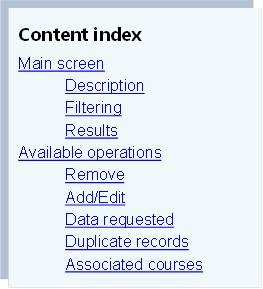 Content index
Main screen
Description
Filtering
Results
Available operations
Remove
Add/Edit
Data requested
Duplicate records
Associated courses